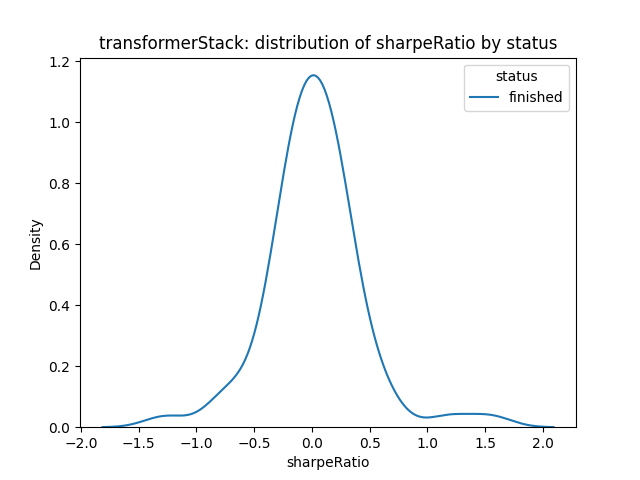 transformerStack: distribution of sharpeRatio by status
status
finished
Density
1.2
1.0
0.8
0.6
0.4
0.2
0.0
−2.0 −1.5 −1.0 −0.5 0.0 0.5 1.0 1.5 2.0
sharpeRatio